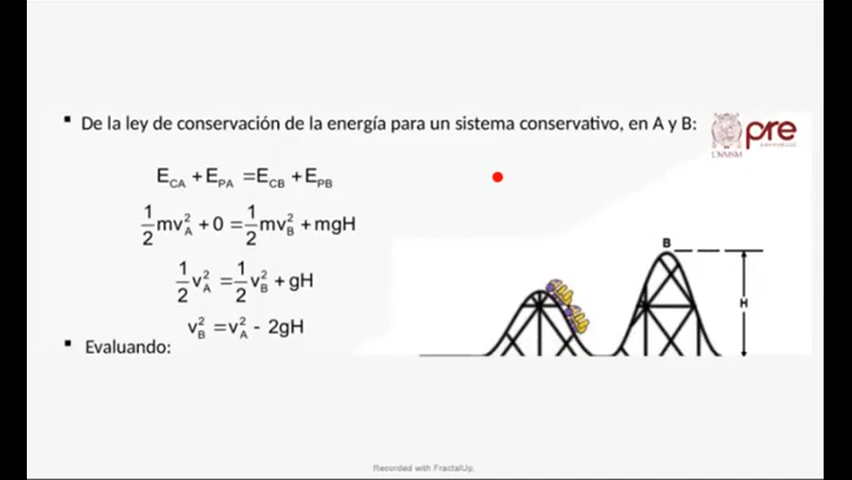 ▪ De la ley de conservación de la energía para un sistema conservativo, en A y B:
pre
UNMSM
E_CA + E_PA = E_CB + E_PB
1/2 mv_A^2 + 0 = 1/2 mv_B^2 + mgH
1/2 v_A^2 = 1/2 v_B^2 + gH
v_B^2 = v_A^2 - 2gH
▪ Evaluando:
B
H
Recorded with FractalUp.